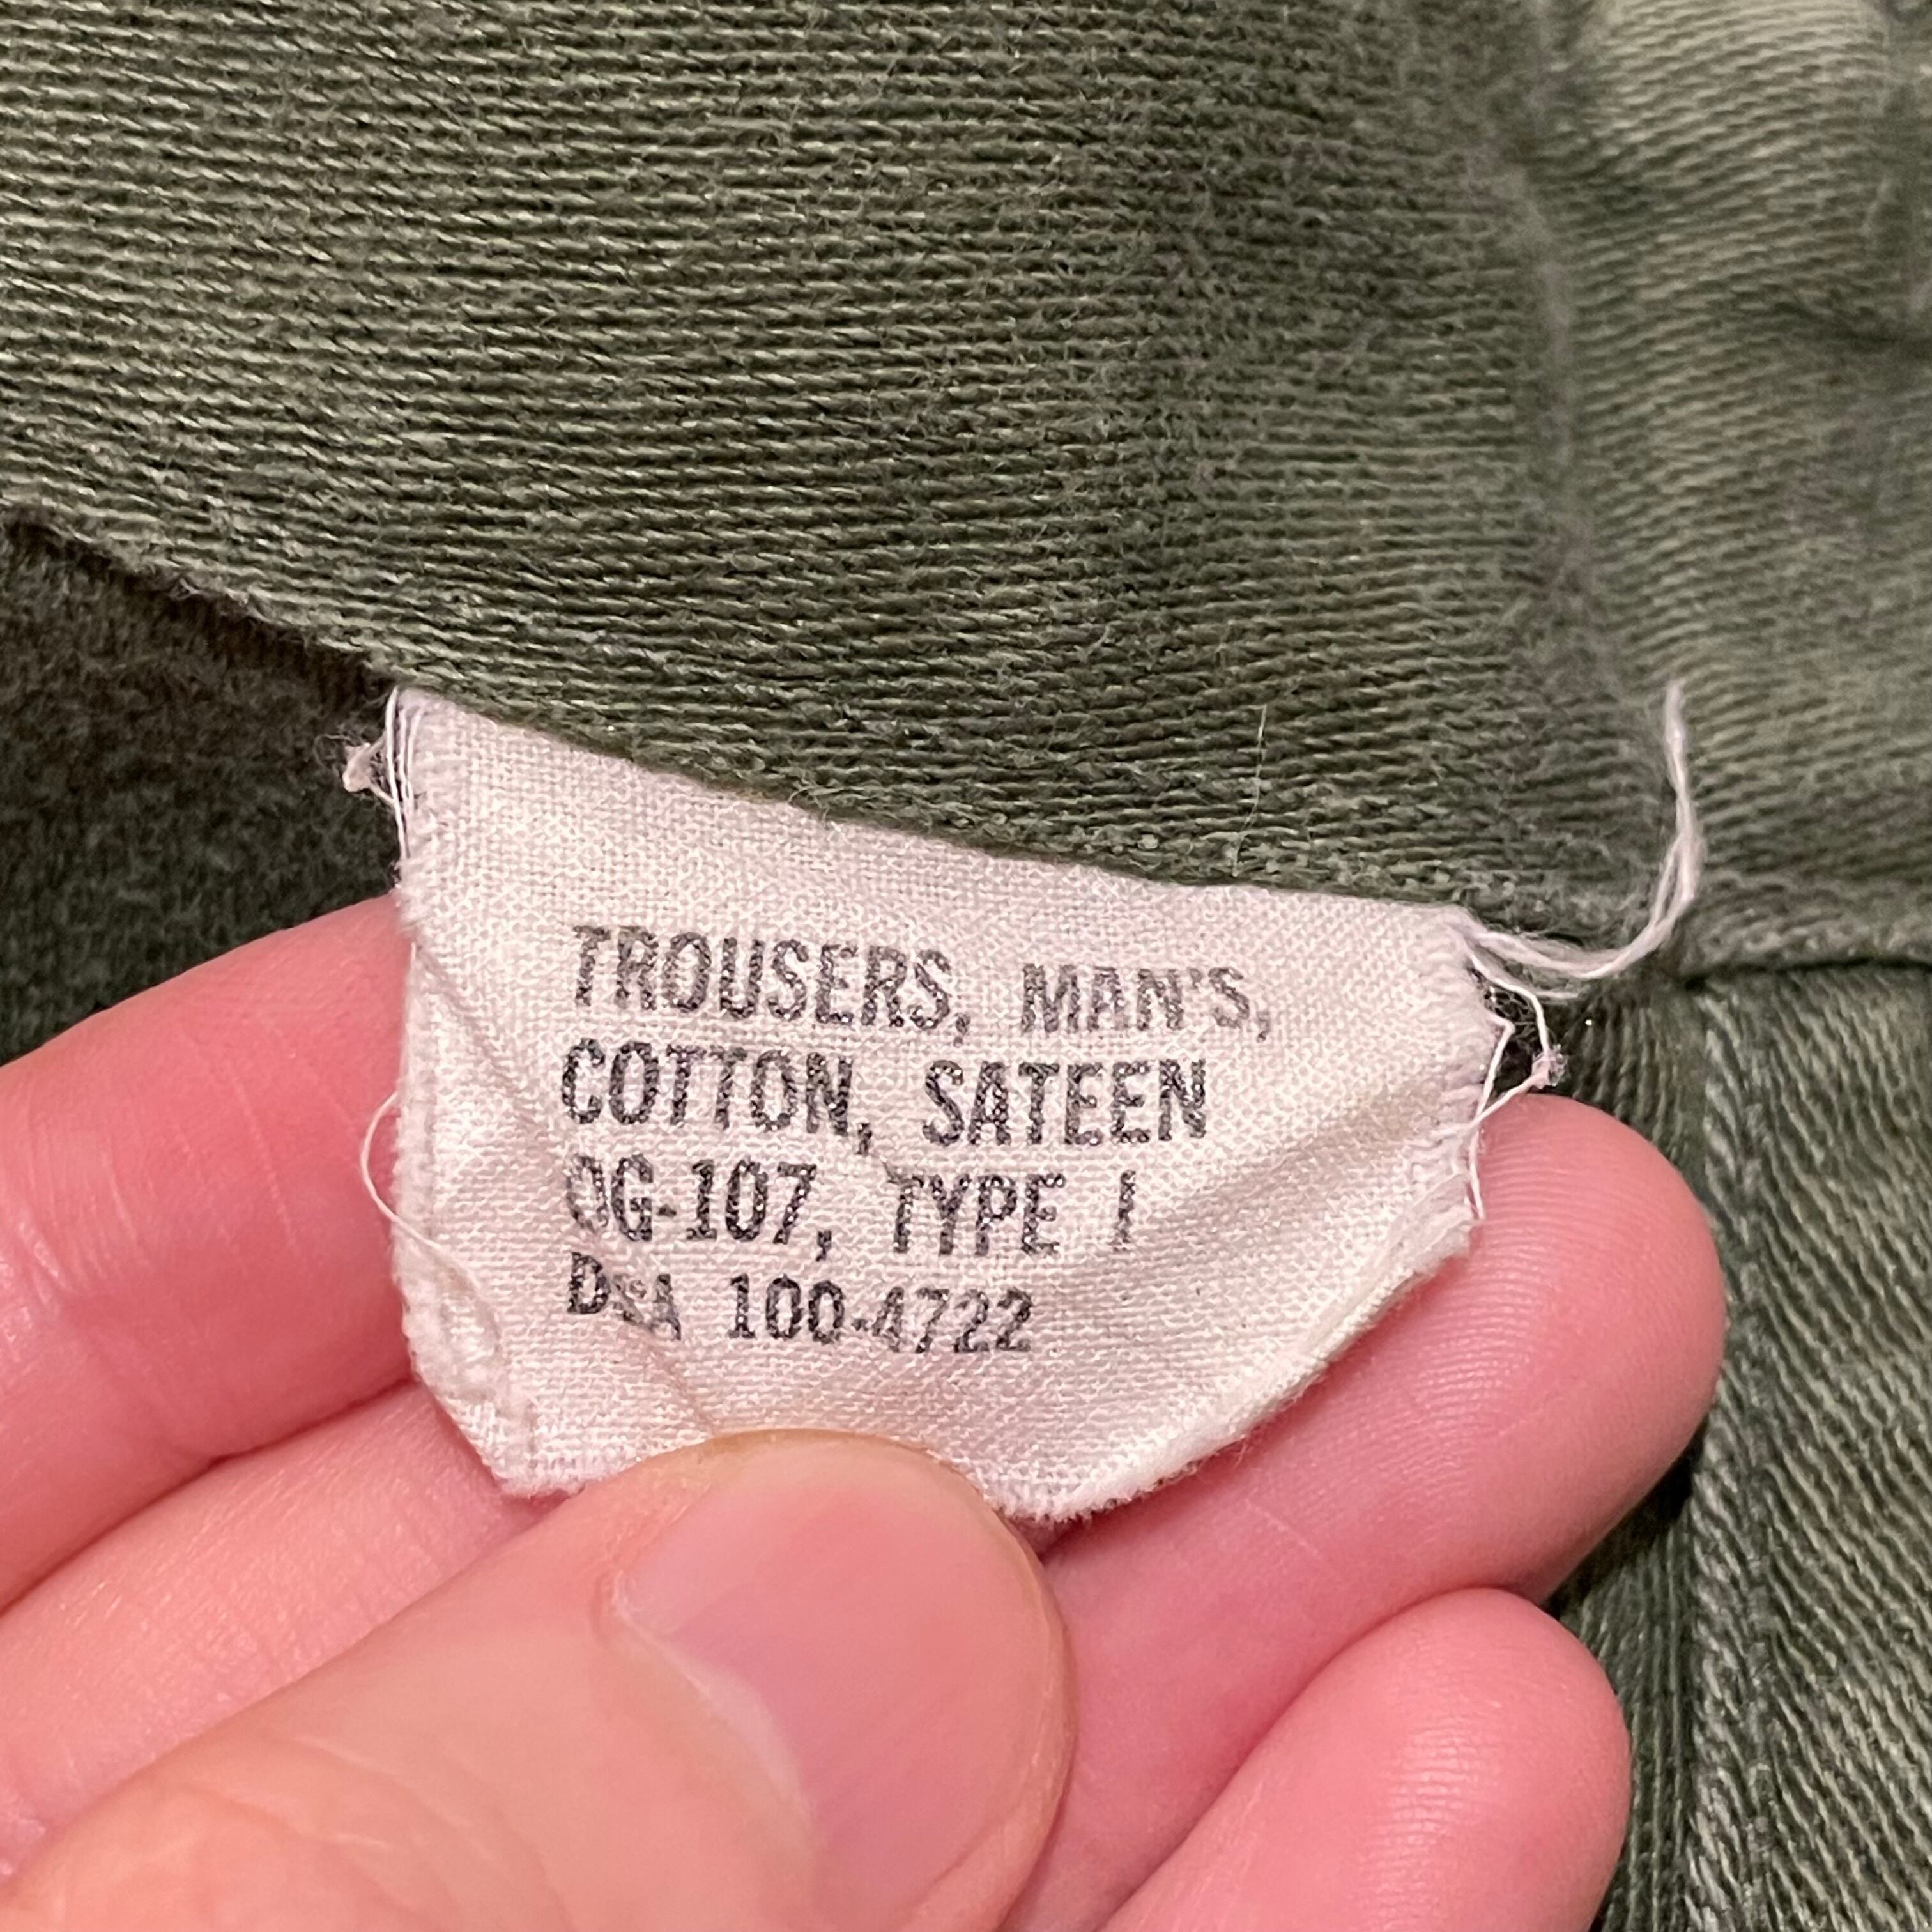 TROUSERS, MAN'S,
COTTON, SATEEN
OG-107, TYPE I
DSA 100-4722